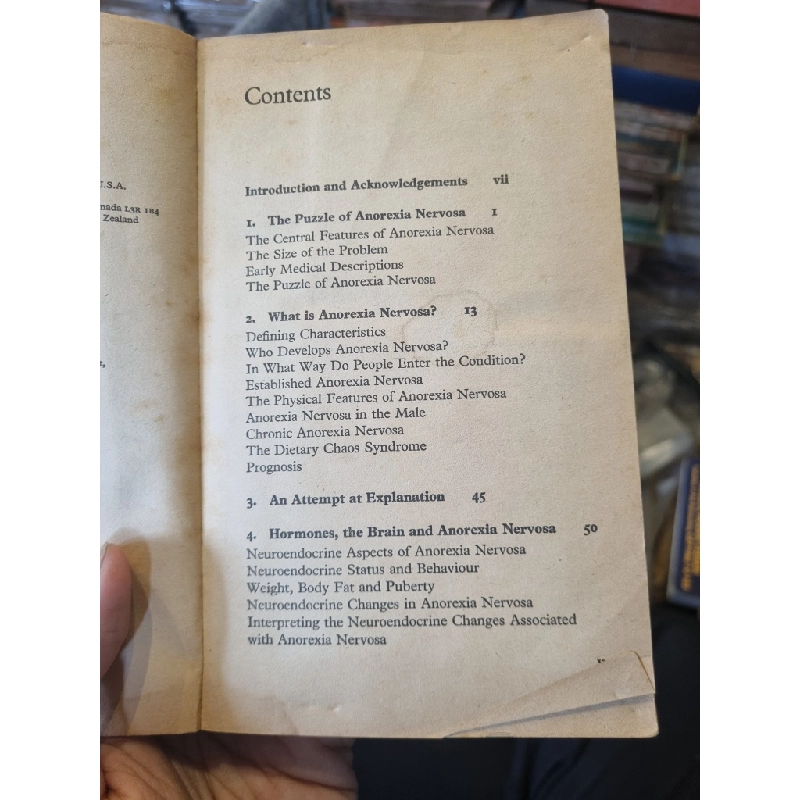 U.S.A.
nada L3R 1B4
Zealand
Contents
Introduction and Acknowledgements vii
1. The Puzzle of Anorexia Nervosa 1
The Central Features of Anorexia Nervosa
The Size of the Problem
Early Medical Descriptions
The Puzzle of Anorexia Nervosa
2. What is Anorexia Nervosa? 13
Defining Characteristics
Who Develops Anorexia Nervosa?
In What Way Do People Enter the Condition?
Established Anorexia Nervosa
The Physical Features of Anorexia Nervosa
Anorexia Nervosa in the Male
Chronic Anorexia Nervosa
The Dietary Chaos Syndrome
Prognosis
3. An Attempt at Explanation 45
4. Hormones, the Brain and Anorexia Nervosa 50
Neuroendocrine Aspects of Anorexia Nervosa
Neuroendocrine Status and Behaviour
Weight, Body Fat and Puberty
Neuroendocrine Changes in Anorexia Nervosa
Interpreting the Neuroendocrine Changes Associated
with Anorexia Nervosa